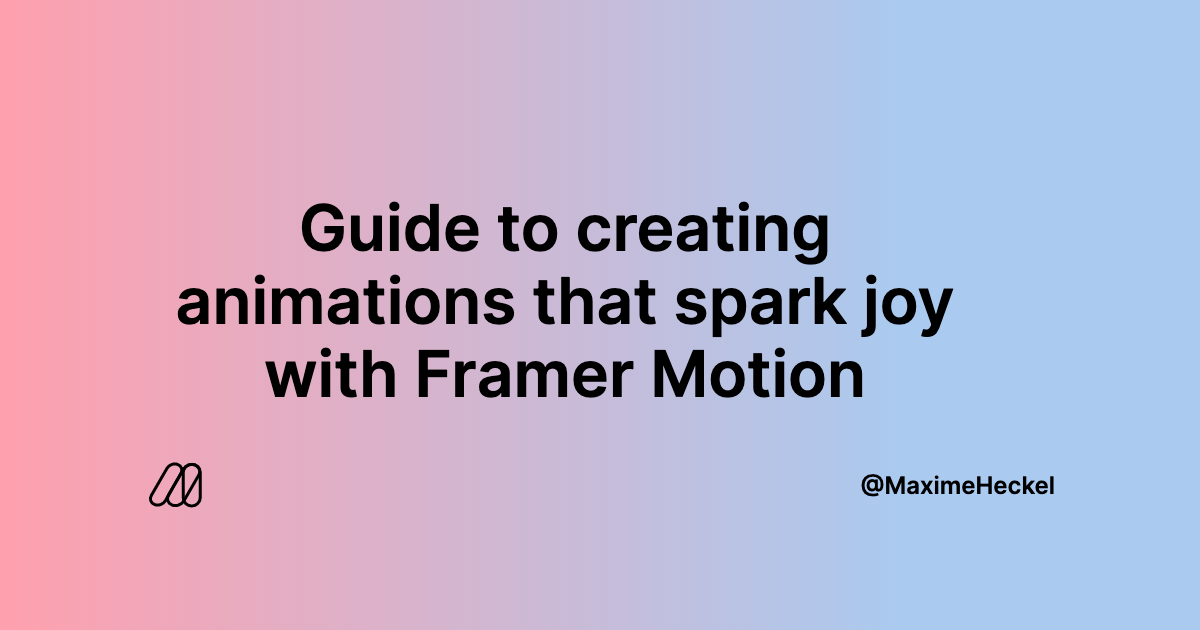 Guide to creating
animations that spark joy
with Framer Motion
@MaximeHeckel